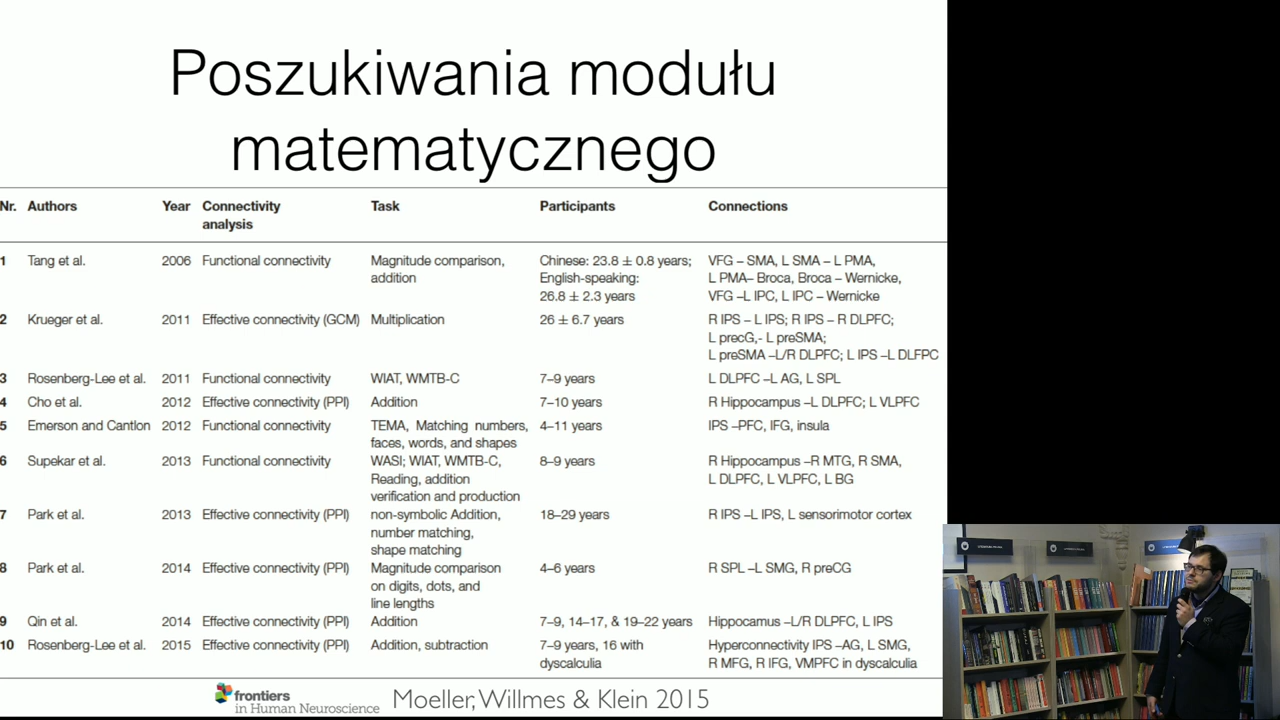 Poszukiwania modułu
matematycznego
Nr. Authors Year Connectivity analysis Task Participants Connections
1 Tang et al. 2006 Functional connectivity Magnitude comparison, addition Chinese: 23.8 ± 0.8 years; English-speaking: 26.8 ± 2.3 years VFG – SMA, L SMA – L PMA, L PMA– Broca, Broca – Wernicke, VFG –L IPC, L IPC – Wernicke
2 Krueger et al. 2011 Effective connectivity (GCM) Multiplication 26 ± 6.7 years R IPS – L IPS; R IPS – R DLPFC; L precG,- L preSMA; L preSMA –L/R DLPFC; L IPS –L DLFPC
3 Rosenberg-Lee et al. 2011 Functional connectivity WIAT, WMTB-C 7–9 years L DLPFC –L AG, L SPL
4 Cho et al. 2012 Effective connectivity (PPI) Addition 7–10 years R Hippocampus –L DLPFC; L VLPFC
5 Emerson and Cantlon 2012 Functional connectivity TEMA, Matching numbers, faces, words, and shapes 4–11 years IPS –PFC, IFG, insula
6 Supekar et al. 2013 Functional connectivity WASI; WIAT, WMTB-C, Reading, addition verification and production 8–9 years R Hippocampus –R MTG, R SMA, L DLPFC, L VLPFC, L BG
7 Park et al. 2013 Effective connectivity (PPI) non-symbolic Addition, number matching, shape matching 18–29 years R IPS –L IPS, L sensorimotor cortex
8 Park et al. 2014 Effective connectivity (PPI) Magnitude comparison on digits, dots, and line lengths 4–6 years R SPL –L SMG, R preCG
9 Qin et al. 2014 Effective connectivity (PPI) Addition 7–9, 14–17, & 19–22 years Hippocamus –L/R DLPFC, L IPS
10 Rosenberg-Lee et al. 2015 Effective connectivity (PPI) Addition, subtraction 7–9 years, 16 with dyscalculia Hyperconnectivity IPS –AG, L SMG, R MFG, R IFG, VMPFC in dyscalculia
frontiers
in Human Neuroscience
Moeller, Willmes & Klein 2015